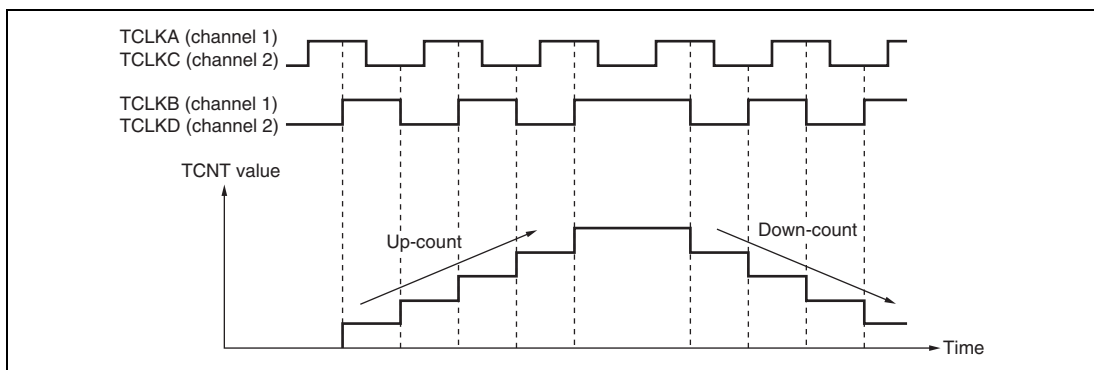 TCLKA (channel 1)
TCLKC (channel 2)
TCLKB (channel 1)
TCLKD (channel 2)
TCNT value
Up-count
Down-count
Time